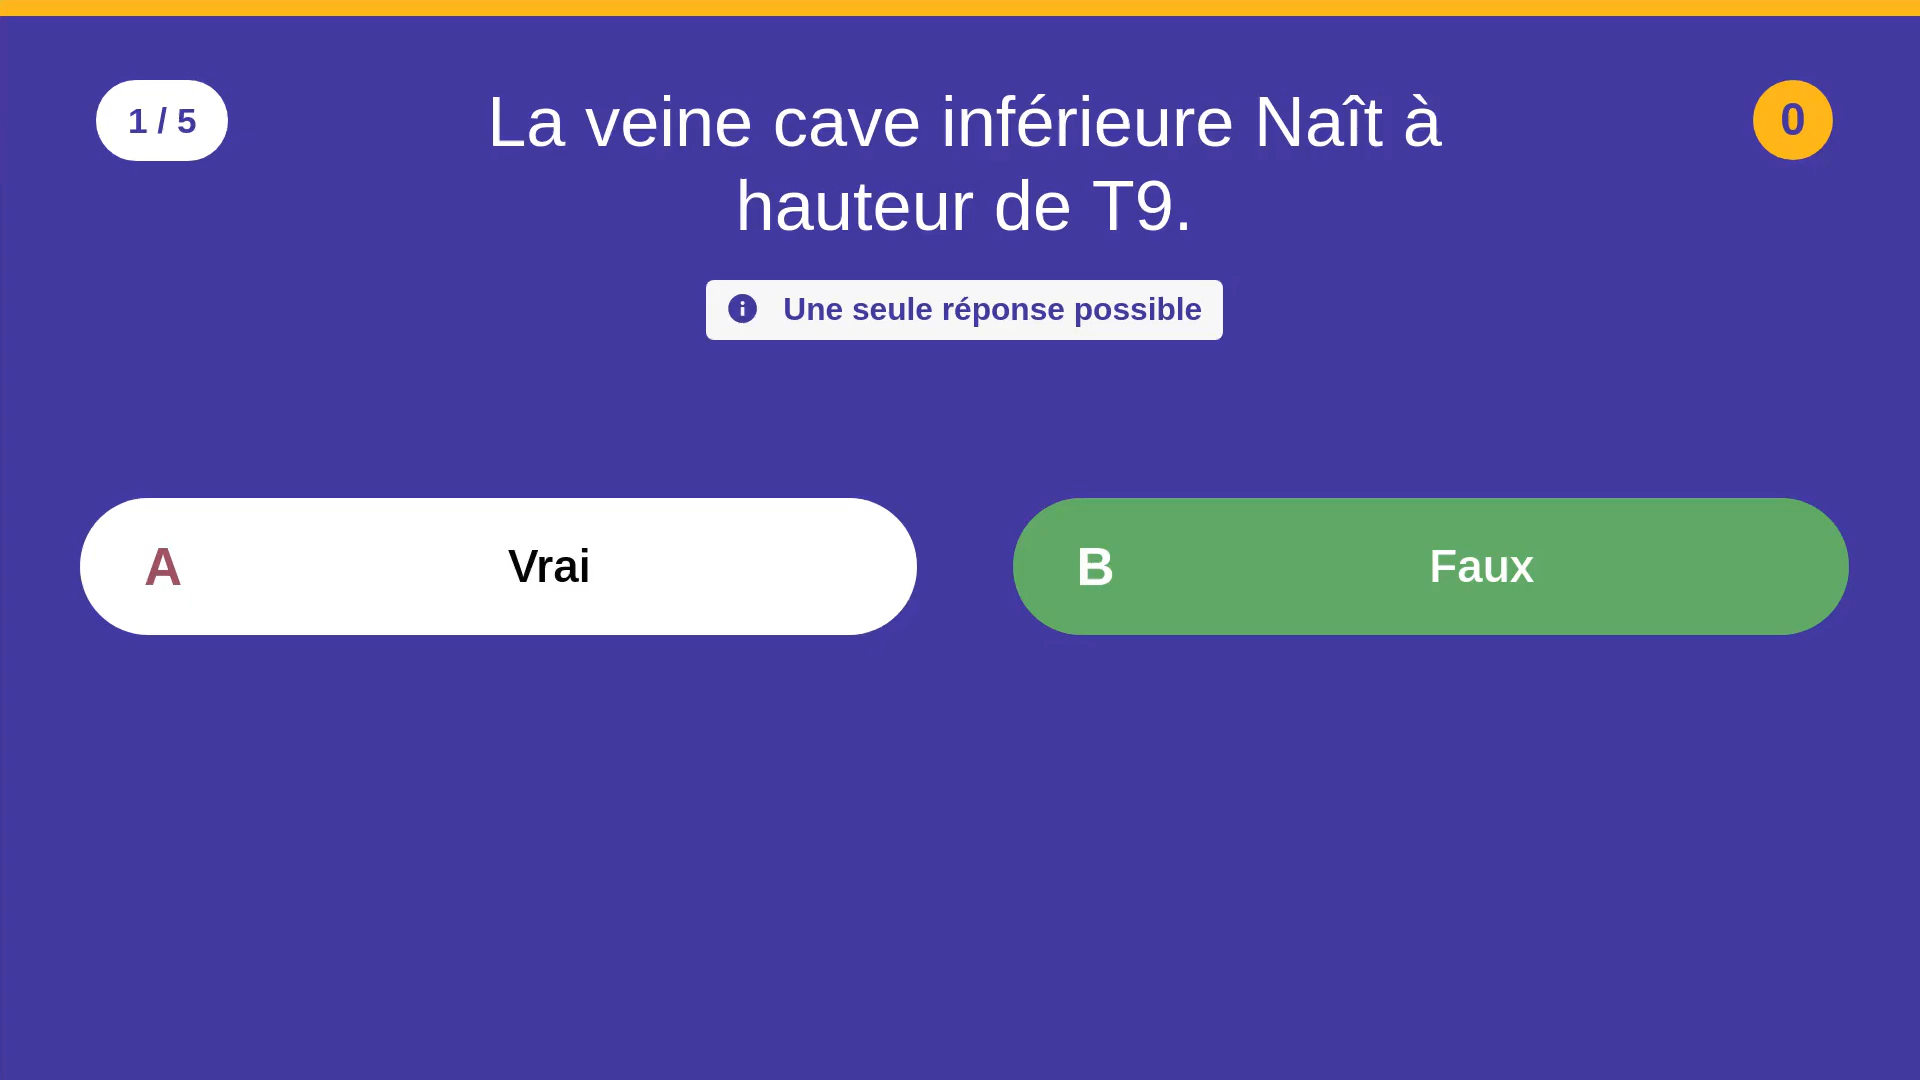 1 / 5
La veine cave inférieure Naît à
hauteur de T9.
0
Une seule réponse possible
A Vrai
B Faux